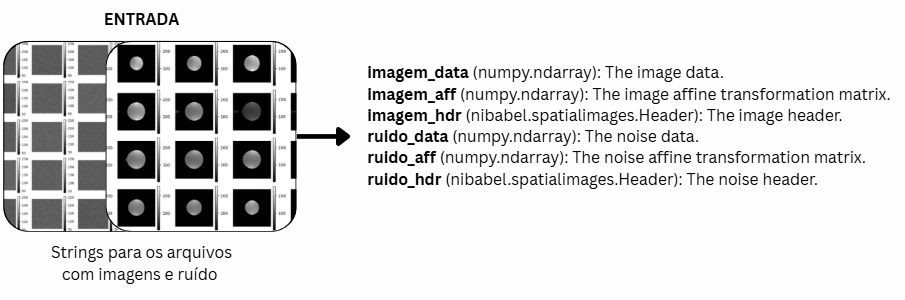 ENTRADA
imagem_data (numpy.ndarray): The image data.
imagem_aff (numpy.ndarray): The image affine transformation matrix.
imagem_hdr (nibabel.spatialimages.Header): The image header.
ruido_data (numpy.ndarray): The noise data.
ruido_aff (numpy.ndarray): The noise affine transformation matrix.
ruido_hdr (nibabel.spatialimages.Header): The noise header.
Strings para os arquivos
com imagens e ruído